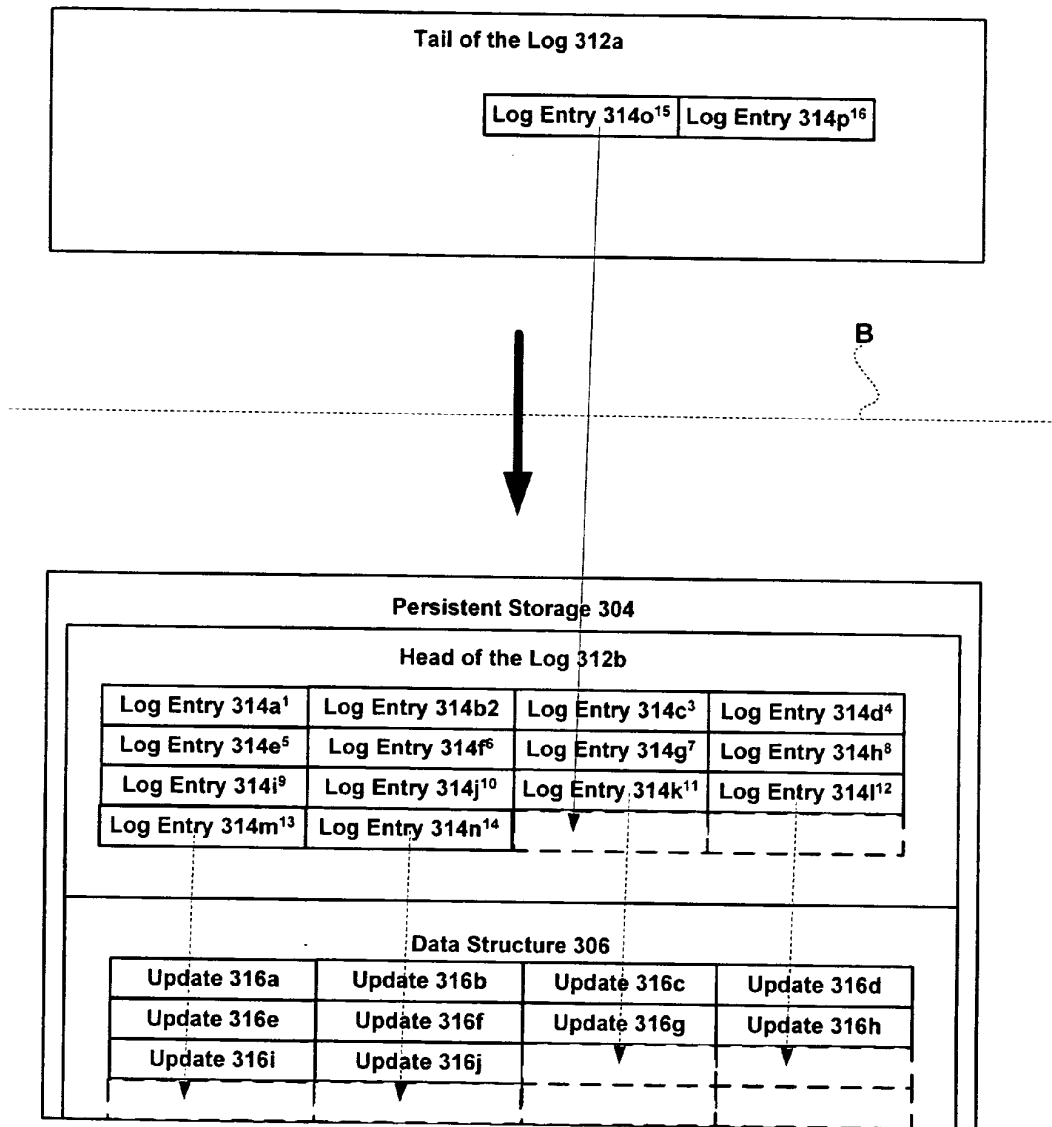 Tail of the Log 312a
Log Entry 314o¹⁵ Log Entry 314p¹⁶
B
Persistent Storage 304
Head of the Log 312b
Log Entry 314a¹ Log Entry 314b2 Log Entry 314c³ Log Entry 314d⁴
Log Entry 314e⁵ Log Entry 314f⁶ Log Entry 314g⁷ Log Entry 314h⁸
Log Entry 314i⁹ Log Entry 314j¹⁰ Log Entry 314k¹¹ Log Entry 314l¹²
Log Entry 314m¹³ Log Entry 314n¹⁴
Data Structure 306
Update 316a Update 316b Update 316c Update 316d
Update 316e Update 316f Update 316g Update 316h
Update 316i Update 316j